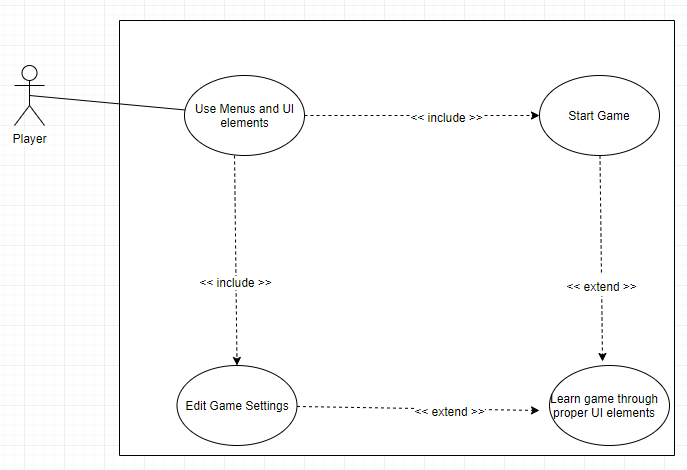 Player
Use Menus and UI
elements
<< include >>
Start Game
<< include >>
<< extend >>
Edit Game Settings
<< extend >>
Learn game through
proper UI elements